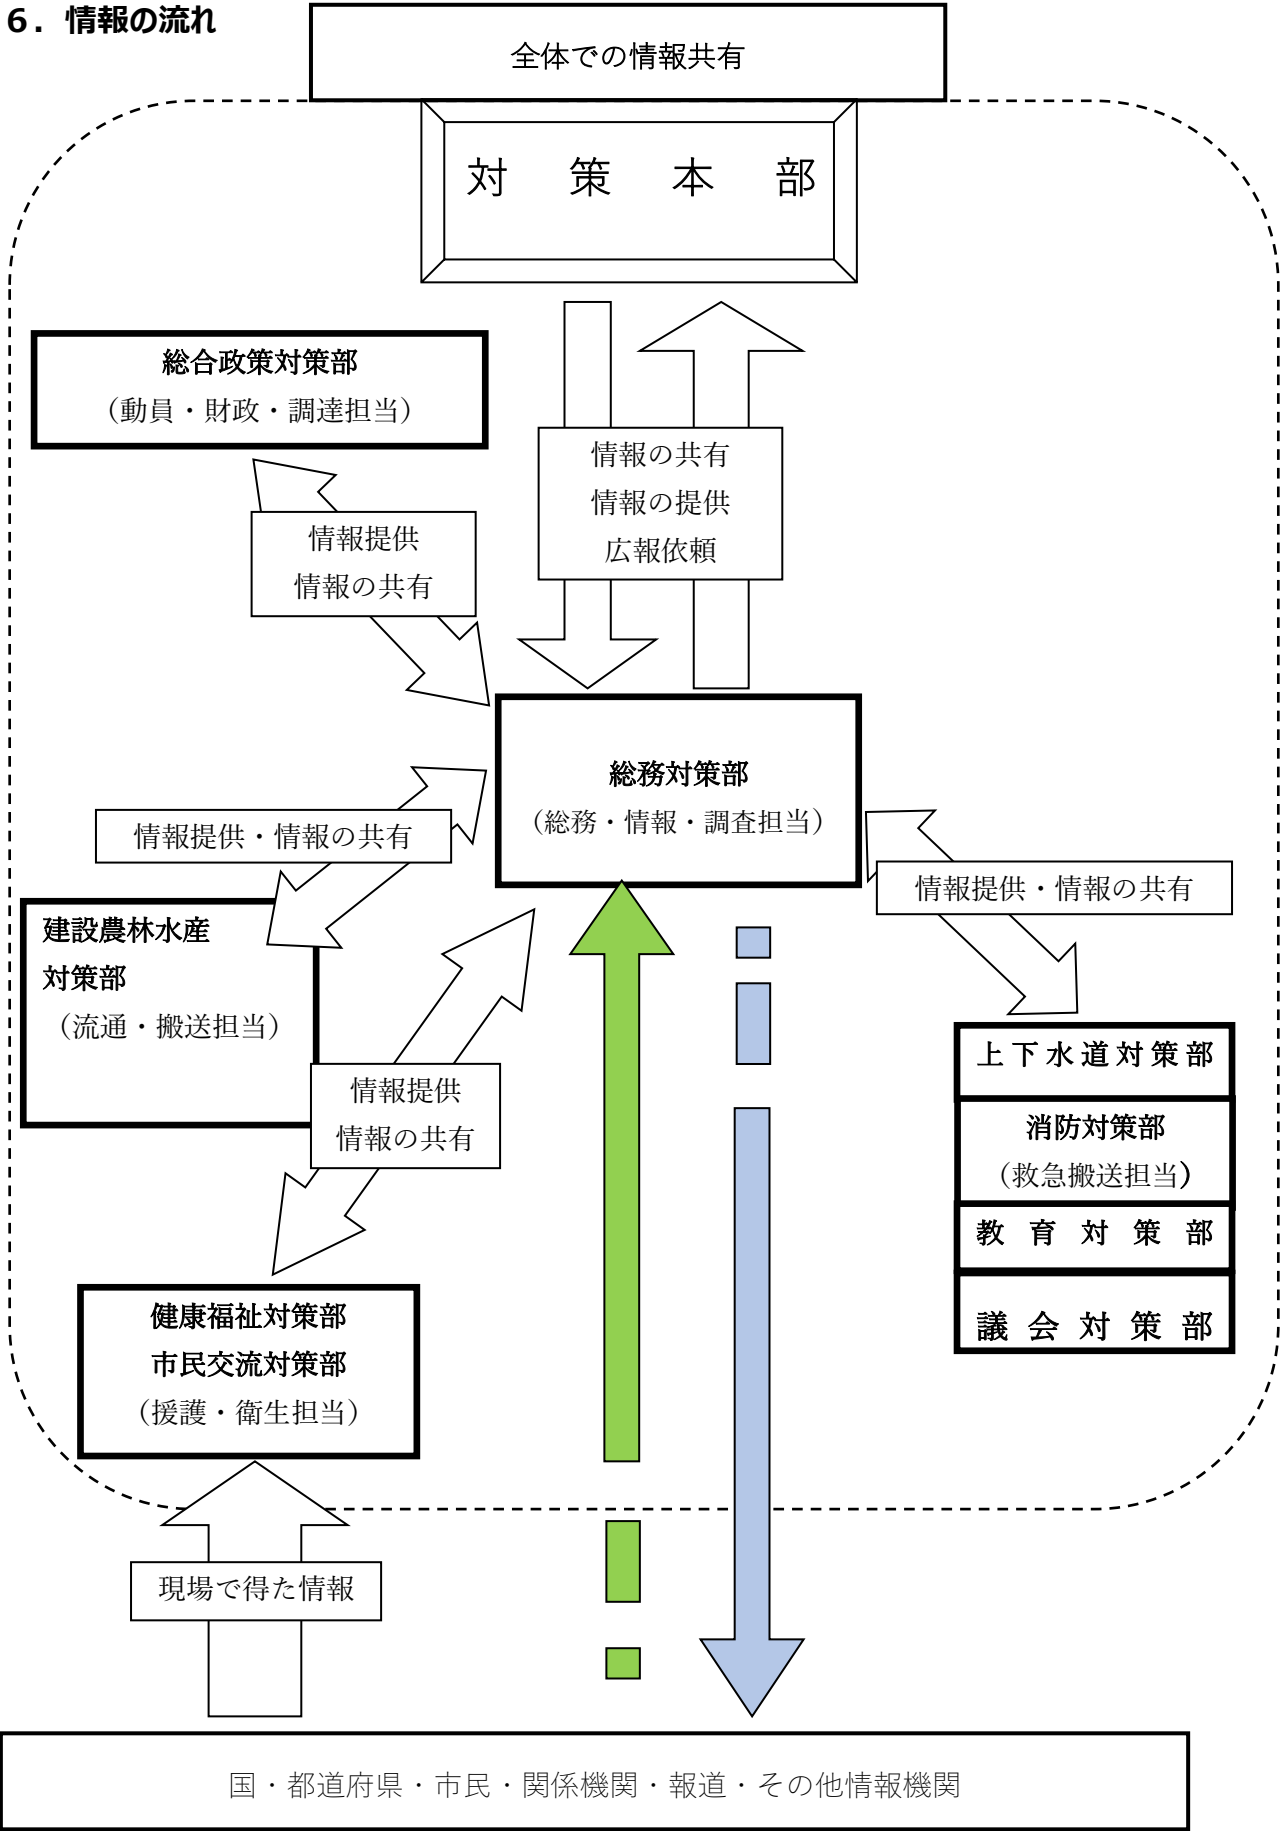 ６．情報の流れ
全体での情報共有
対　策　本　部
総合政策対策部
（動員・財政・調達担当）
情報の共有
情報の提供
広報依頼
情報提供
情報の共有
総務対策部
（総務・情報・調査担当）
情報提供・情報の共有
情報提供・情報の共有
建設農林水産
対策部
（流通・搬送担当）
情報提供
情報の共有
上下水道対策部
消防対策部
（救急搬送担当）
教育対策部
議会対策部
健康福祉対策部
市民交流対策部
（援護・衛生担当）
現場で得た情報
国・都道府県・市民・関係機関・報道・その他情報機関